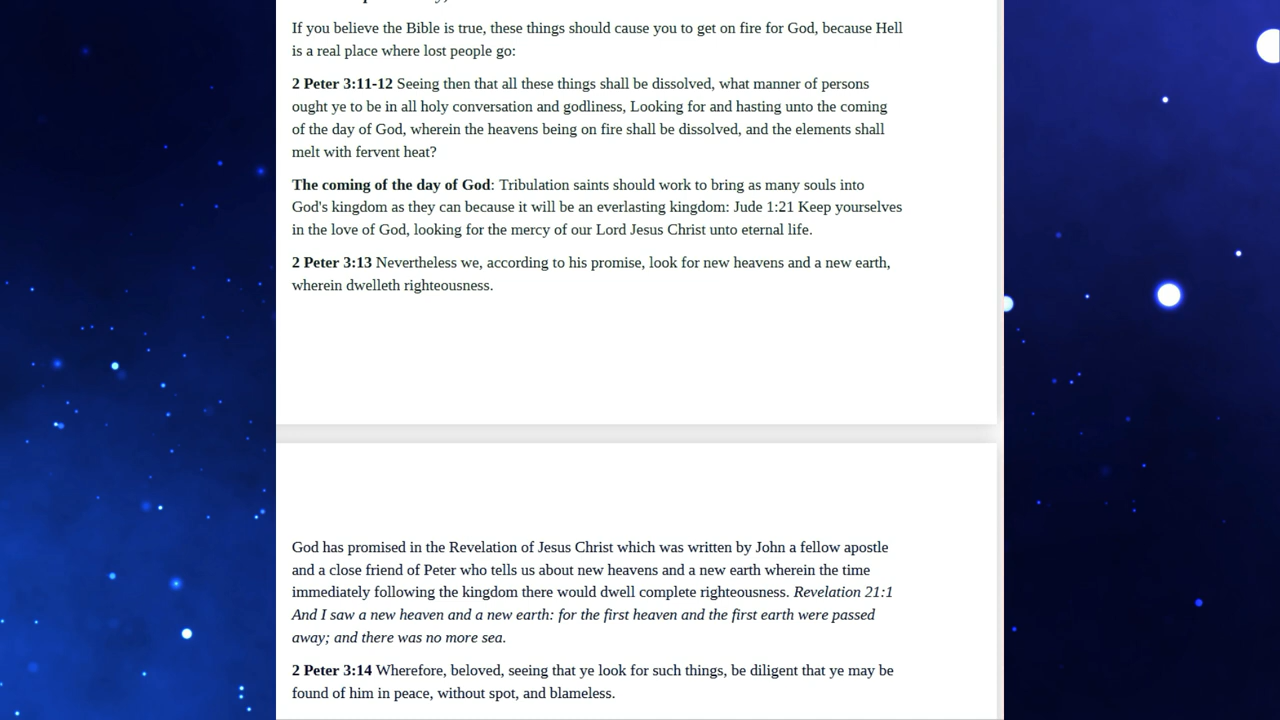 If you believe the Bible is true, these things should cause you to get on fire for God, because Hell
is a real place where lost people go:
2 Peter 3:11-12 Seeing then that all these things shall be dissolved, what manner of persons
ought ye to be in all holy conversation and godliness, Looking for and hasting unto the coming
of the day of God, wherein the heavens being on fire shall be dissolved, and the elements shall
melt with fervent heat?
The coming of the day of God: Tribulation saints should work to bring as many souls into
God's kingdom as they can because it will be an everlasting kingdom: Jude 1:21 Keep yourselves
in the love of God, looking for the mercy of our Lord Jesus Christ unto eternal life.
2 Peter 3:13 Nevertheless we, according to his promise, look for new heavens and a new earth,
wherein dwelleth righteousness.
God has promised in the Revelation of Jesus Christ which was written by John a fellow apostle
and a close friend of Peter who tells us about new heavens and a new earth wherein the time
immediately following the kingdom there would dwell complete righteousness. Revelation 21:1
And I saw a new heaven and a new earth: for the first heaven and the first earth were passed
away; and there was no more sea.
2 Peter 3:14 Wherefore, beloved, seeing that ye look for such things, be diligent that ye may be
found of him in peace, without spot, and blameless.